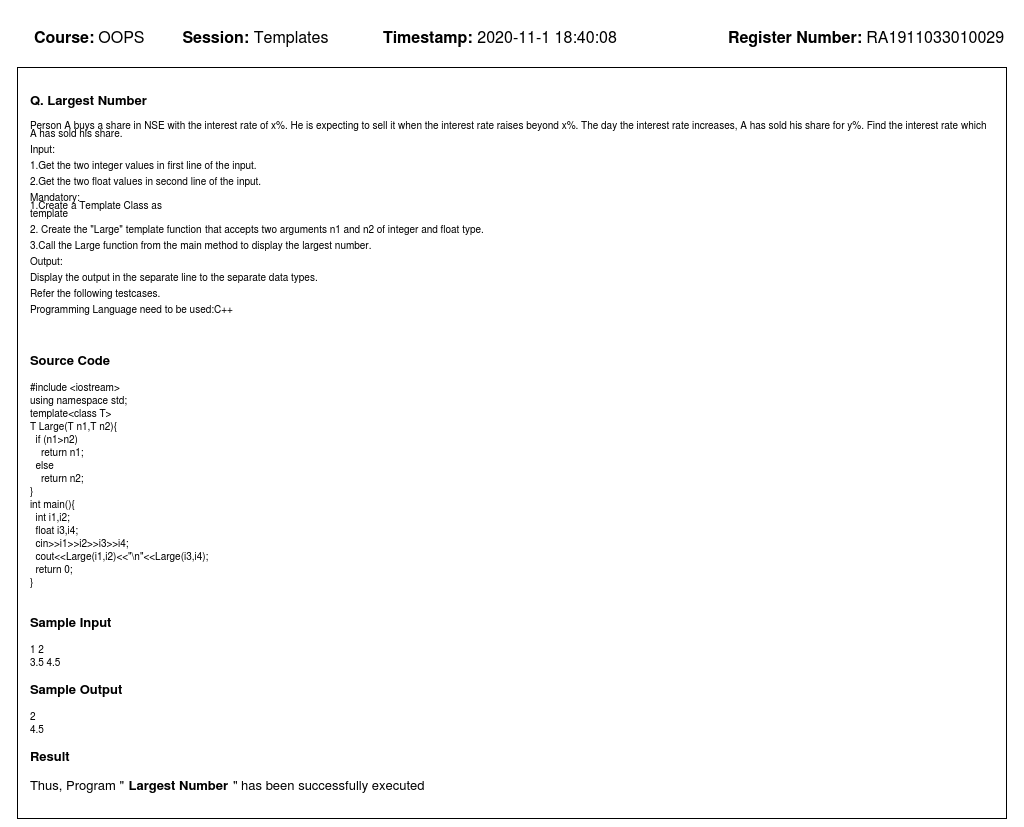 Course: OOPS Session: Templates Timestamp: 2020-11-1 18:40:08 Register Number: RA1911033010029
Q. Largest Number
Person A buys a share in NSE with the interest rate of x%. He is expecting to sell it when the interest rate raises beyond x%. The day the interest rate increases, A has sold his share for y%. Find the interest rate which
A has sold his share.
Input:
1.Get the two integer values in first line of the input.
2.Get the two float values in second line of the input.
Mandatory:
1.Create a Template Class as
template
2. Create the "Large" template function that accepts two arguments n1 and n2 of integer and float type.
3.Call the Large function from the main method to display the largest number.
Output:
Display the output in the separate line to the separate data types.
Refer the following testcases.
Programming Language need to be used:C++
Source Code
#include <iostream>
using namespace std;
template<class T>
T Large(T n1,T n2){
  if (n1>n2)
    return n1;
  else
    return n2;
}
int main(){
  int i1,i2;
  float i3,i4;
  cin>>i1>>i2>>i3>>i4;
  cout<<Large(i1,i2)<<"\n"<<Large(i3,i4);
  return 0;
}
Sample Input
1 2
3.5 4.5
Sample Output
2
4.5
Result
Thus, Program " Largest Number " has been successfully executed